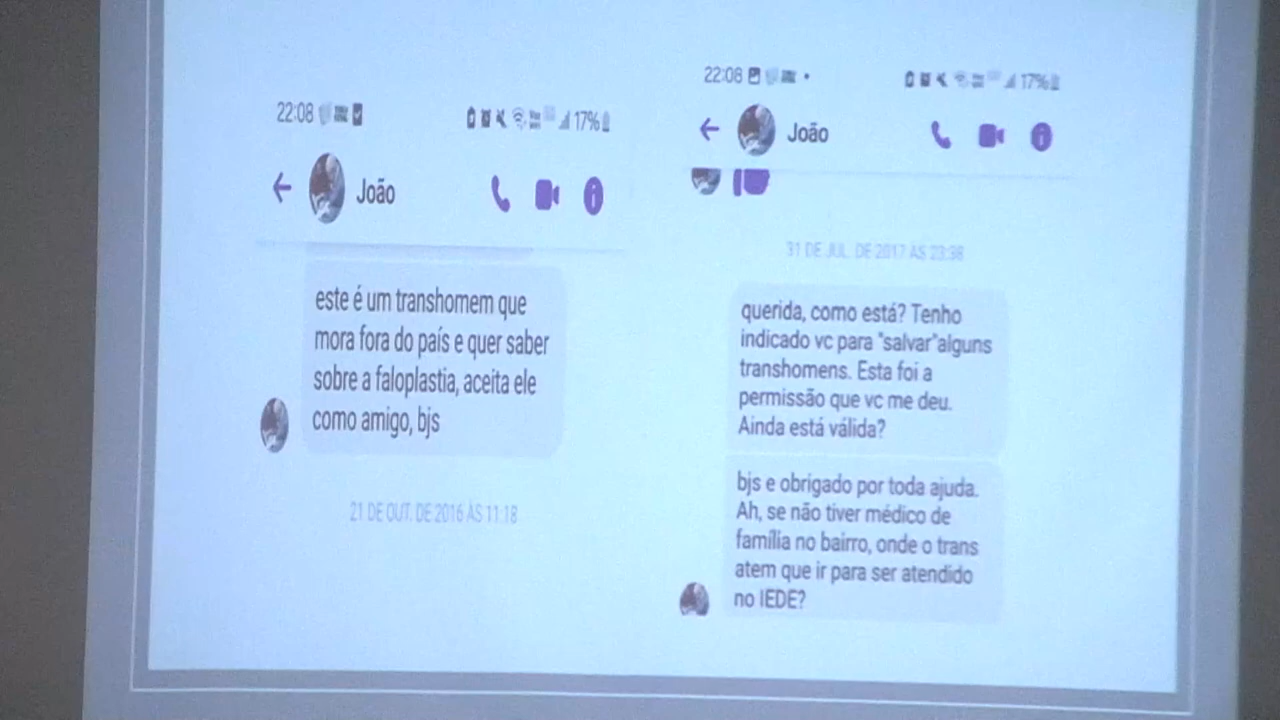 22:08
17%
João
este é um transhomem que
mora fora do país e quer saber
sobre a faloplastia, aceita ele
como amigo, bjs
21 DE OUT. DE 2016 ÀS 11:18
22:08
17%
João
31 DE JUL. DE 2017 ÀS 23:38
querida, como está? Tenho
indicado vc para "salvar"alguns
transhomens. Esta foi a
permissão que vc me deu.
Ainda está válida?
bjs e obrigado por toda ajuda.
Ah, se não tiver médico de
família no bairro, onde o trans
atem que ir para ser atendido
no IEDE?